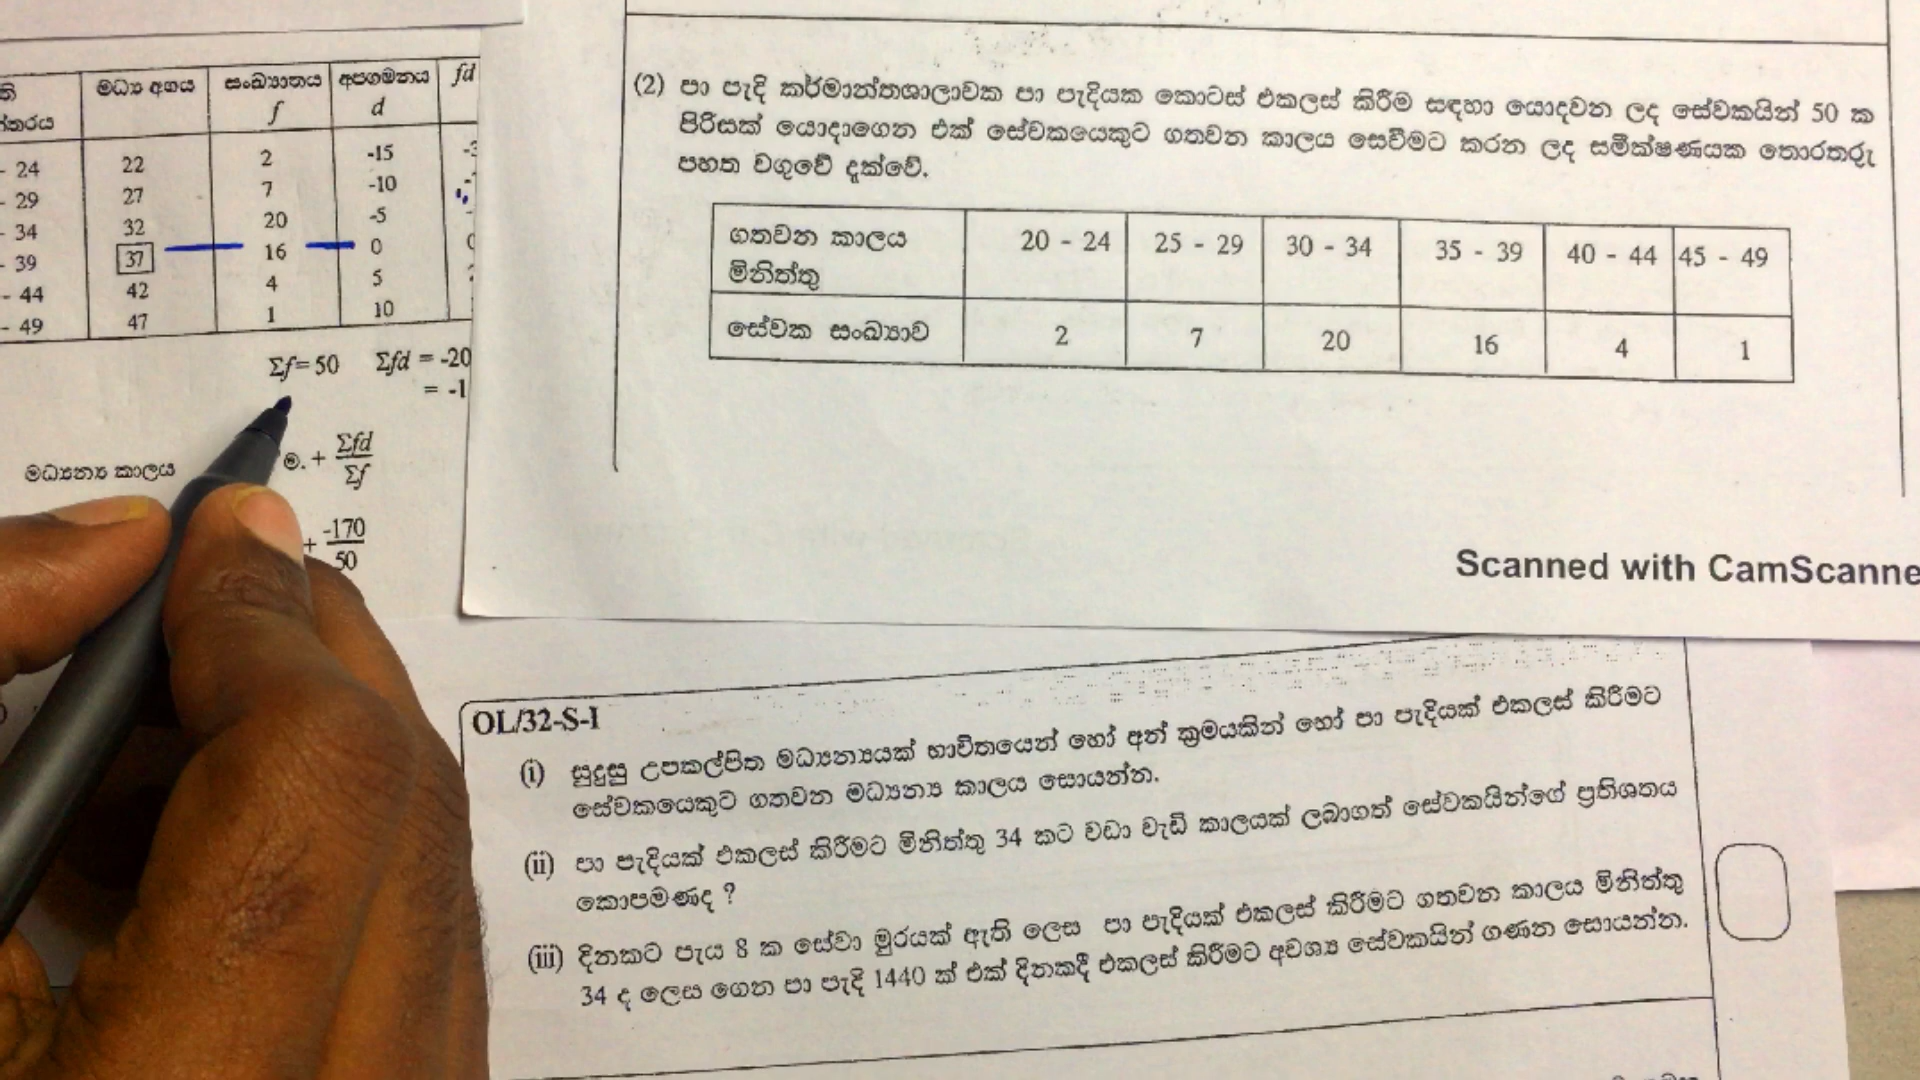 මධ්‍ය අගය සංඛ්‍යාතය f අපගමනය d fd
න්තරය
- 24 22 2 -15
- 29 27 7 -10
- 34 32 20 -5
- 39 37 16 0
- 44 42 4 5
- 49 47 1 10
Σf= 50 Σfd = -20
= -1
මධ්‍යන්‍ය කාලය ම. + Σfd
Σf
+ -170
50
(2) පා පැදි කර්මාන්තශාලාවක පා පැදියක කොටස් එකලස් කිරීම සඳහා යොදවන ලද සේවකයින් 50 ක
පිරිසක් යොදාගෙන එක් සේවකයෙකුට ගතවන කාලය සෙවීමට කරන ලද සමීක්ෂණයක තොරතරු
පහත වගුවේ දැක්වේ.
ගතවන කාලය 20 - 24 25 - 29 30 - 34 35 - 39 40 - 44 45 - 49
මිනිත්තු
සේවක සංඛ්‍යාව 2 7 20 16 4 1
Scanned with CamScanne
OL/32-S-I
(i) සුදුසු උපකල්පිත මධ්‍යන්‍යයක් භාවිතයෙන් හෝ අන් ක්‍රමයකින් හෝ පා පැදියක් එකලස් කිරීමට
සේවකයෙකුට ගතවන මධ්‍යන්‍ය කාලය සොයන්න.
(ii) පා පැදියක් එකලස් කිරීමට මිනිත්තු 34 කට වඩා වැඩි කාලයක් ලබාගත් සේවකයින්ගේ ප්‍රතිශතය
කොපමණද ?
(iii) දිනකට පැය 8 ක සේවා මුරයක් ඇති ලෙස පා පැදියක් එකලස් කිරීමට ගතවන කාලය මිනිත්තු
34 ද ලෙස ගෙන පා පැදි 1440 ක් එක් දිනකදී එකලස් කිරීමට අවශ්‍ය සේවකයින් ගණන සොයන්න.